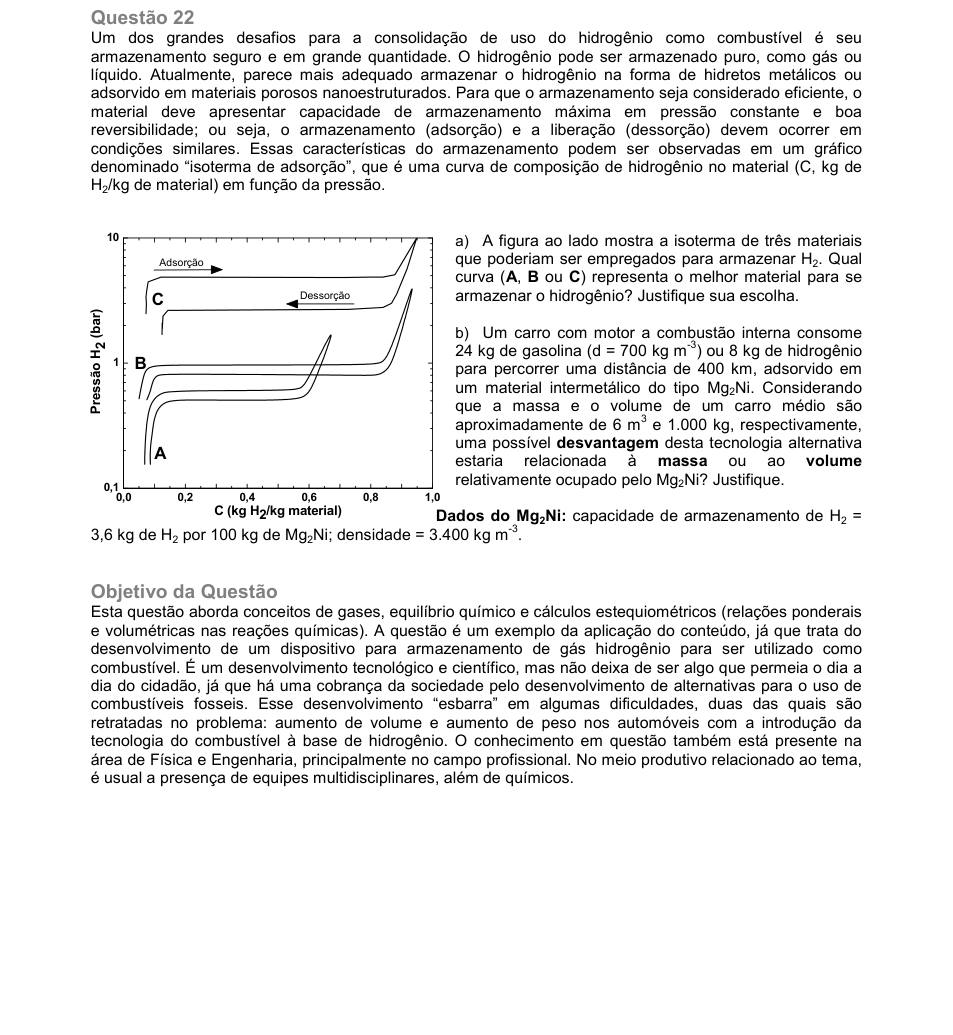 Questão 22
Um dos grandes desafios para a consolidação de uso do hidrogênio como combustível é seu
armazenamento seguro e em grande quantidade. O hidrogênio pode ser armazenado puro, como gás ou
líquido. Atualmente, parece mais adequado armazenar o hidrogênio na forma de hidretos metálicos ou
adsorvido em materiais porosos nanoestruturados. Para que o armazenamento seja considerado eficiente, o
material deve apresentar capacidade de armazenamento máxima em pressão constante e boa
reversibilidade; ou seja, o armazenamento (adsorção) e a liberação (dessorção) devem ocorrer em
condições similares. Essas características do armazenamento podem ser observadas em um gráfico
denominado “isoterma de adsorção”, que é uma curva de composição de hidrogênio no material (C, kg de
H₂/kg de material) em função da pressão.
10
Adsorção
C
Dessorção
B
1
A
0,1
0,0 0,2 0,4 0,6 0,8 1,0
Pressão H₂ (bar)
C (kg H₂/kg material)
a) A figura ao lado mostra a isoterma de três materiais
que poderiam ser empregados para armazenar H₂. Qual
curva (A, B ou C) representa o melhor material para se
armazenar o hidrogênio? Justifique sua escolha.
b) Um carro com motor a combustão interna consome
24 kg de gasolina (d = 700 kg m⁻³) ou 8 kg de hidrogênio
para percorrer uma distância de 400 km, adsorvido em
um material intermetálico do tipo Mg₂Ni. Considerando
que a massa e o volume de um carro médio são
aproximadamente de 6 m³ e 1.000 kg, respectivamente,
uma possível desvantagem desta tecnologia alternativa
estaria relacionada à massa ou ao volume
relativamente ocupado pelo Mg₂Ni? Justifique.
Dados do Mg₂Ni: capacidade de armazenamento de H₂ =
3,6 kg de H₂ por 100 kg de Mg₂Ni; densidade = 3.400 kg m⁻³.
Objetivo da Questão
Esta questão aborda conceitos de gases, equilíbrio químico e cálculos estequiométricos (relações ponderais
e volumétricas nas reações químicas). A questão é um exemplo da aplicação do conteúdo, já que trata do
desenvolvimento de um dispositivo para armazenamento de gás hidrogênio para ser utilizado como
combustível. É um desenvolvimento tecnológico e científico, mas não deixa de ser algo que permeia o dia a
dia do cidadão, já que há uma cobrança da sociedade pelo desenvolvimento de alternativas para o uso de
combustíveis fosseis. Esse desenvolvimento “esbarra” em algumas dificuldades, duas das quais são
retratadas no problema: aumento de volume e aumento de peso nos automóveis com a introdução da
tecnologia do combustível à base de hidrogênio. O conhecimento em questão também está presente na
área de Física e Engenharia, principalmente no campo profissional. No meio produtivo relacionado ao tema,
é usual a presença de equipes multidisciplinares, além de químicos.